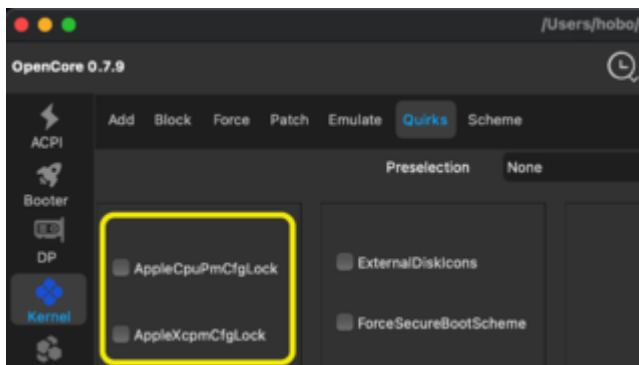 /Users/hobo/
OpenCore 0.7.9
ACPI
Add Block Force Patch Emulate Quirks Scheme
Preselection None
Booter
DP
AppleCpuPmCfgLock ExternalDiskIcons
Kernel
AppleXcpmCfgLock ForceSecureBootScheme